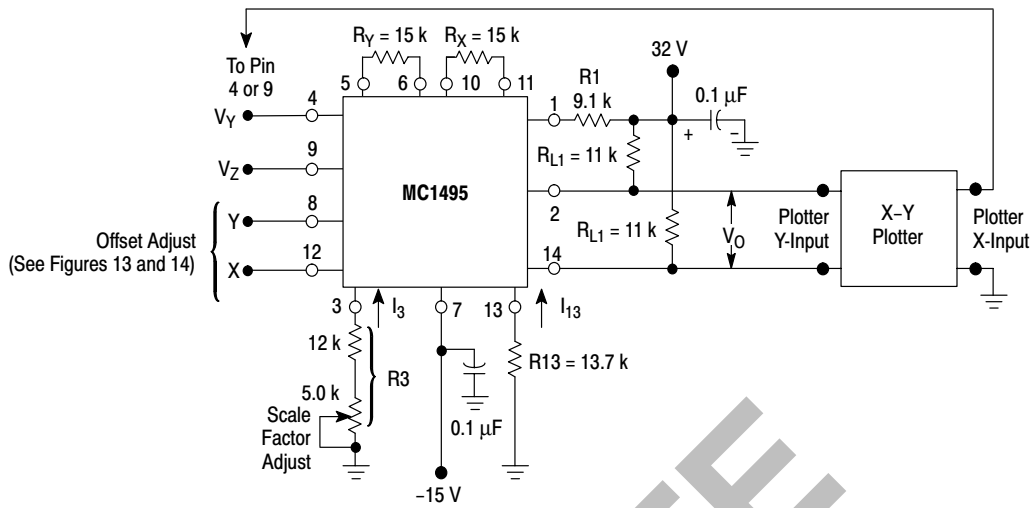 R_Y = 15 k
R_X = 15 k
32 V
To Pin
4 or 9
5
6
10
11
R1
9.1 k
0.1 µF
4
V_Y
1
+
−
R_L1 = 11 k
9
V_Z
MC1495
2
8
Y
Offset Adjust
(See Figures 13 and 14)
12
X
R_L1 = 11 k
V_O
14
Plotter
Y-Input
X–Y
Plotter
Plotter
X-Input
3
I_3
7
13
I_13
12 k
R3
5.0 k
Scale
Factor
Adjust
0.1 µF
R13 = 13.7 k
–15 V